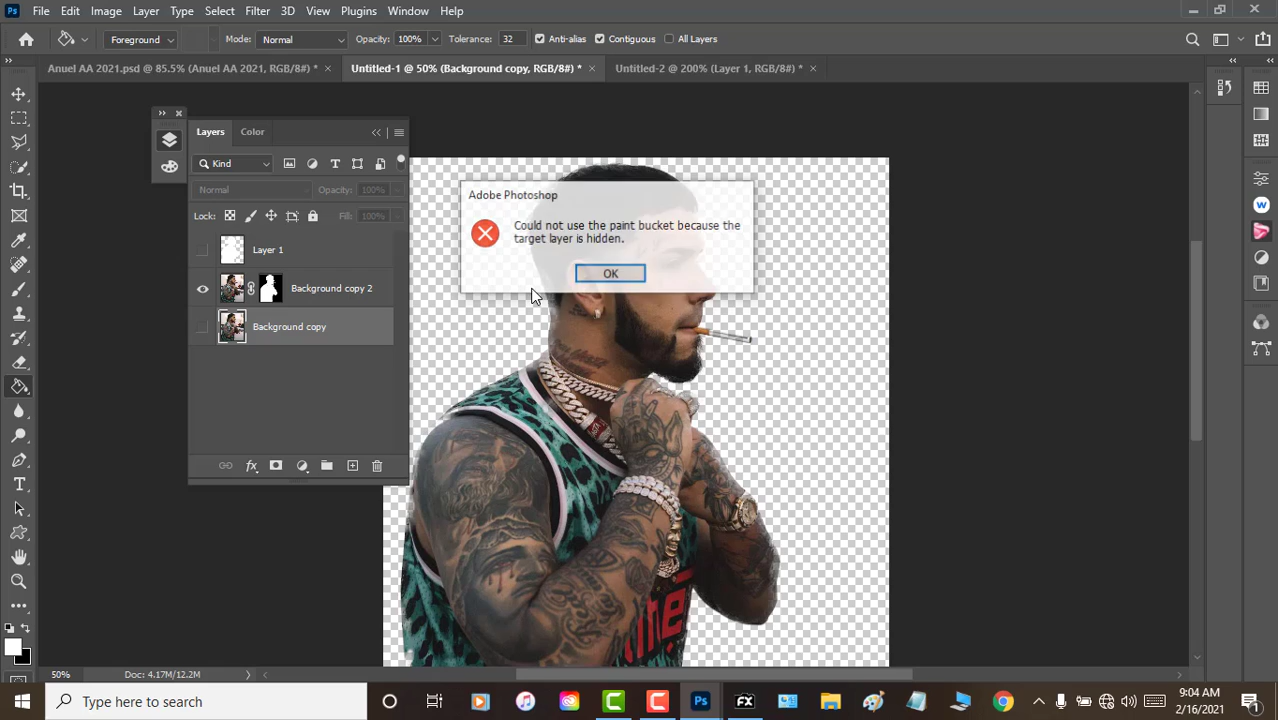 Ps File Edit Image Layer Type Select Filter 3D View Plugins Window Help
Foreground Mode: Normal Opacity: 100% Tolerance: 32 Anti-alias Contiguous All Layers
Anuel AA 2021.psd @ 85.5% (Anuel AA 2021, RGB/8#) * × Untitled-1 @ 50% (Background copy, RGB/8#) * × Untitled-2 @ 200% (Layer 1, RGB/8#) * ×
Layers Color
Kind
Normal Opacity: 100%
Lock: Fill: 100%
Layer 1
Background copy 2
Background copy
fx
Adobe Photoshop
Could not use the paint bucket because the
target layer is hidden.
OK
50% Doc: 4.17M/12.2M
Type here to search
Ps FX
9:04 AM
2/16/2021